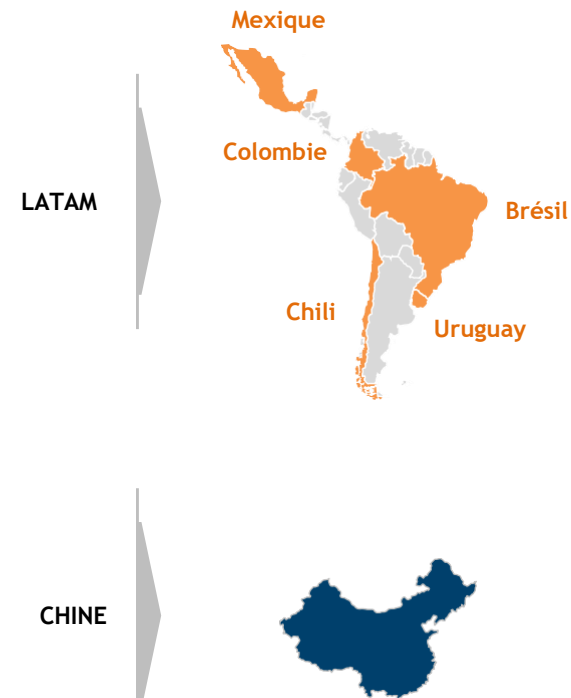 Mexique
Colombie
LATAM
Brésil
Chili
Uruguay
CHINE